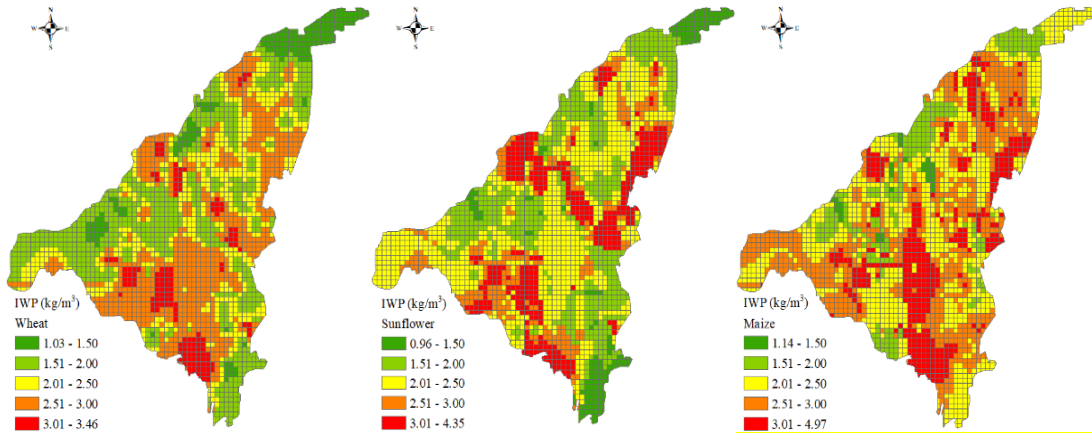 N
W E
S
IWP (kg/m³)
Wheat
1.03 - 1.50
1.51 - 2.00
2.01 - 2.50
2.51 - 3.00
3.01 - 3.46
N
W E
S
IWP (kg/m³)
Sunflower
0.96 - 1.50
1.51 - 2.00
2.01 - 2.50
2.51 - 3.00
3.01 - 4.35
N
W E
S
IWP (kg/m³)
Maize
1.14 - 1.50
1.51 - 2.00
2.01 - 2.50
2.51 - 3.00
3.01 - 4.97